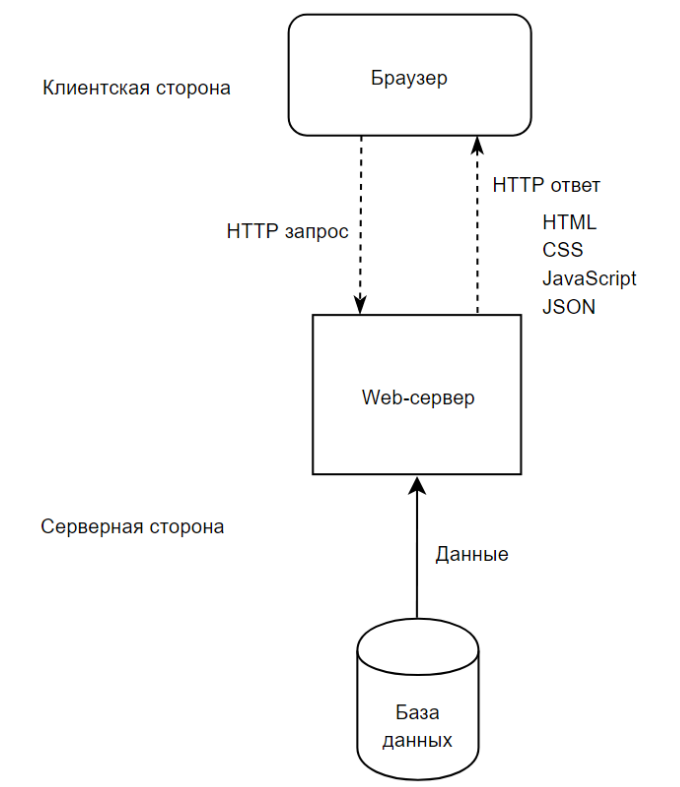 Браузер
Клиентская сторона
HTTP ответ
HTML
CSS
JavaScript
JSON
HTTP запрос
Web-сервер
Серверная сторона
Данные
База
данных